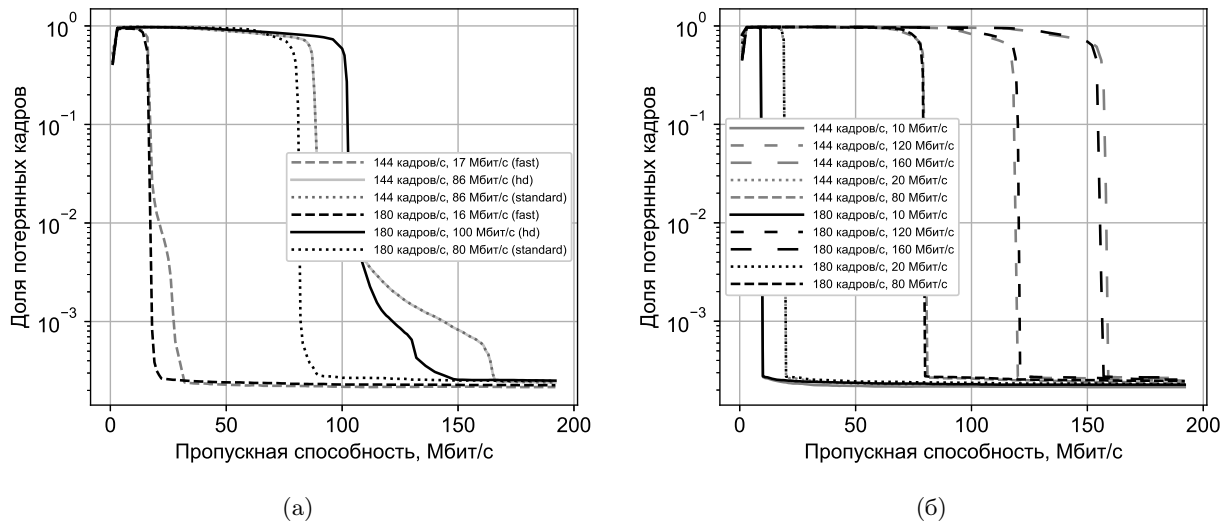 10⁰
10⁻¹
10⁻²
10⁻³
Доля потерянных кадров
144 кадров/с, 17 Мбит/с (fast)
144 кадров/с, 86 Мбит/с (hd)
144 кадров/с, 86 Мбит/с (standard)
180 кадров/с, 16 Мбит/с (fast)
180 кадров/с, 100 Мбит/с (hd)
180 кадров/с, 80 Мбит/с (standard)
0 50 100 150 200
Пропускная способность, Мбит/с
(а)
10⁰
10⁻¹
10⁻²
10⁻³
Доля потерянных кадров
144 кадров/с, 10 Мбит/с
144 кадров/с, 120 Мбит/с
144 кадров/с, 160 Мбит/с
144 кадров/с, 20 Мбит/с
144 кадров/с, 80 Мбит/с
180 кадров/с, 10 Мбит/с
180 кадров/с, 120 Мбит/с
180 кадров/с, 160 Мбит/с
180 кадров/с, 20 Мбит/с
180 кадров/с, 80 Мбит/с
0 50 100 150 200
Пропускная способность, Мбит/с
(б)